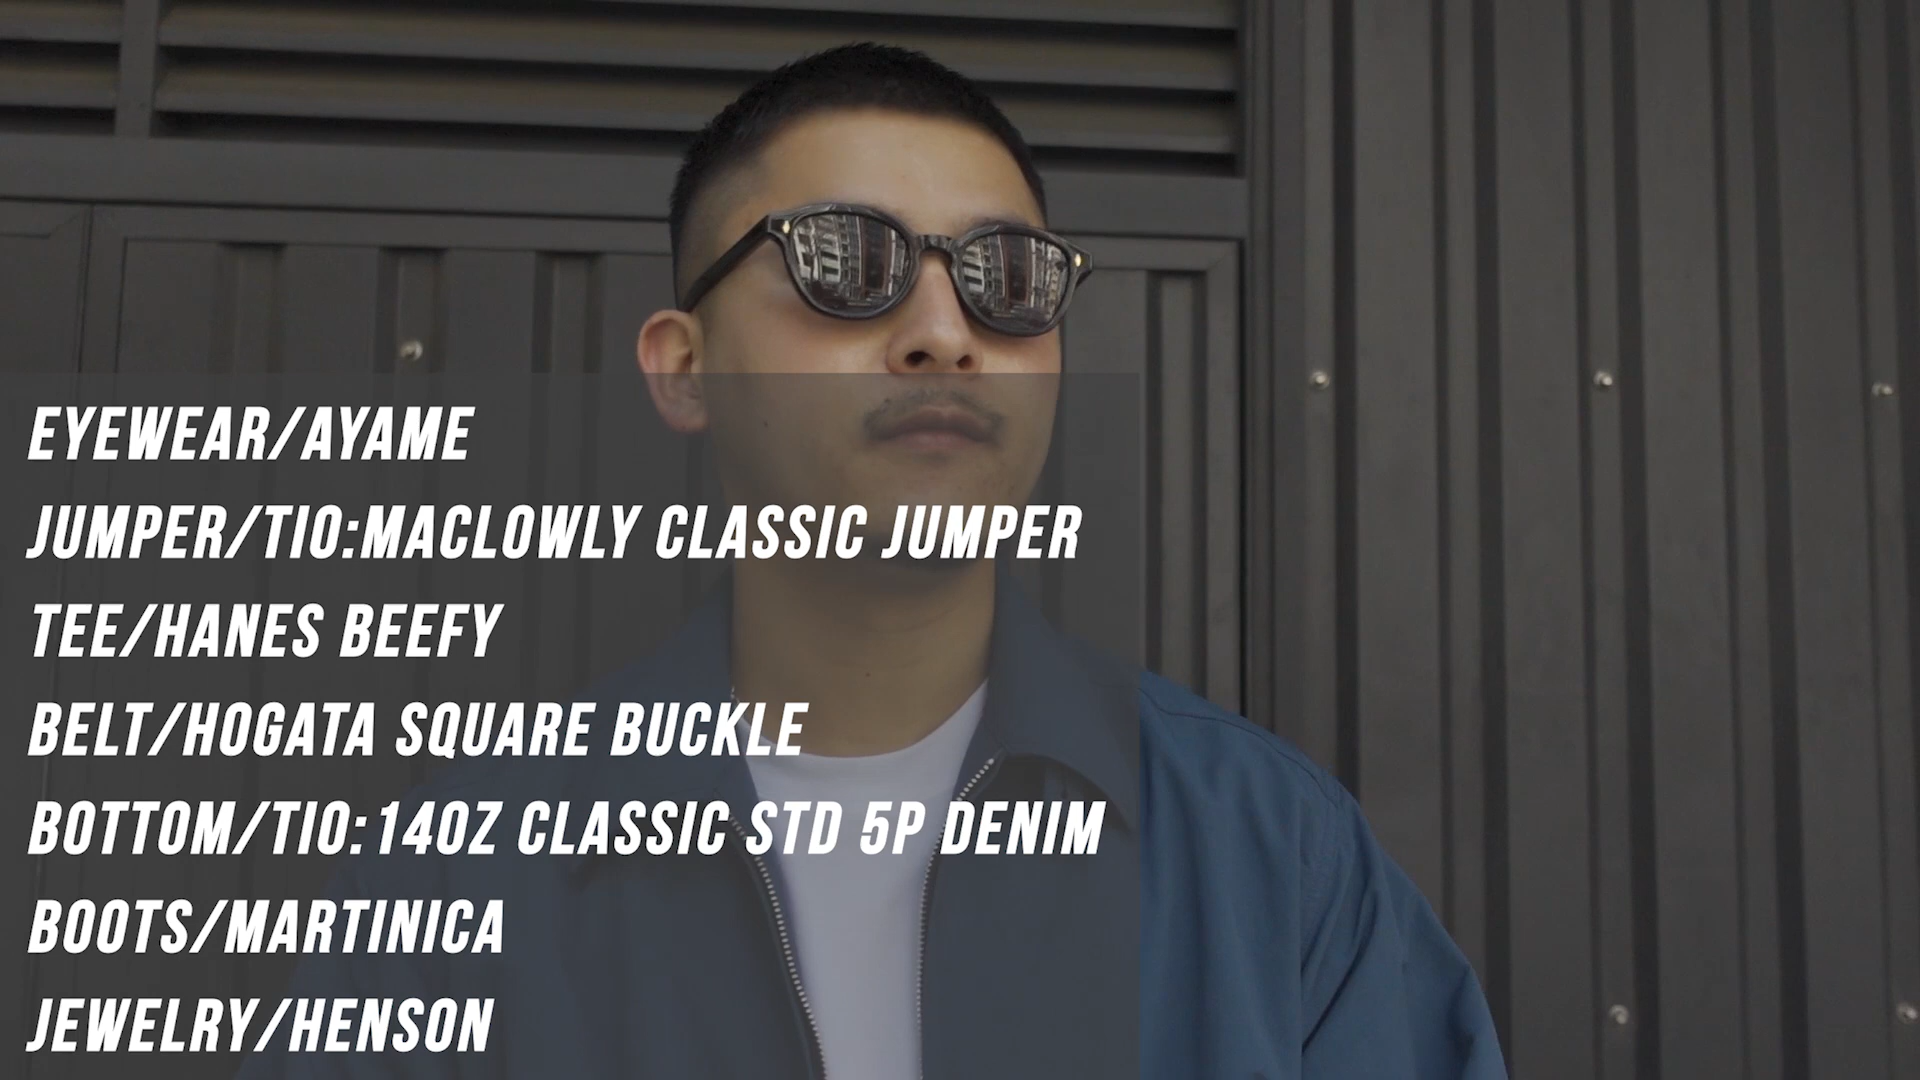 EYEWEAR/AYAME
JUMPER/TIO:MACLOWLY CLASSIC JUMPER
TEE/HANES BEEFY
BELT/HOGATA SQUARE BUCKLE
BOTTOM/TIO:14OZ CLASSIC STD 5P DENIM
BOOTS/MARTINICA
JEWELRY/HENSON